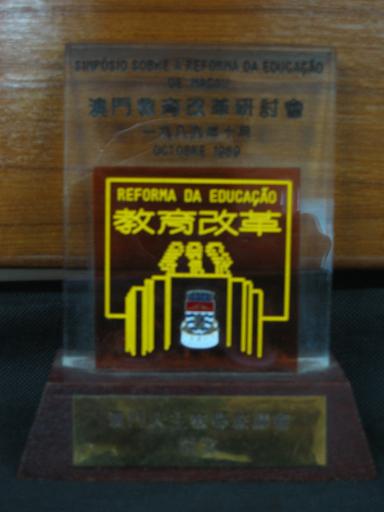 SIMPÓSIO SOBRE A REFORMA DA EDUCAÇÃO
DE MACAU
澳門教育改革研討會
一九八九年十月
OCTOBRE 1989
REFORMA DA EDUCAÇÃO
教育改革